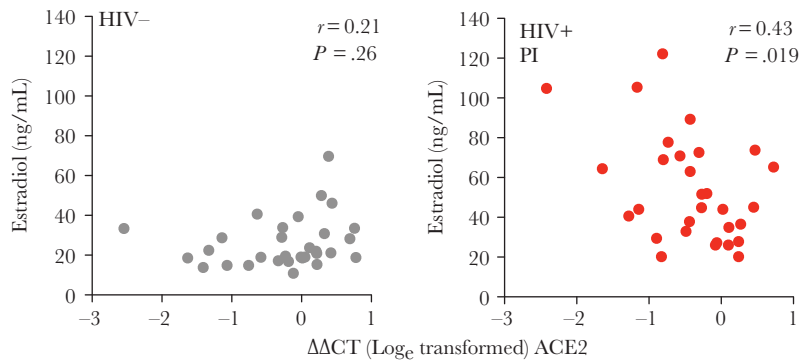 HIV–
r = 0.21
P = .26
Estradiol (ng/mL)
140
120
100
80
60
40
20
0
–3
–2
–1
0
1
HIV+
PI
r = 0.43
P = .019
Estradiol (ng/mL)
140
120
100
80
60
40
20
0
–3
–2
–1
0
1
ΔΔCT (Logₑ transformed) ACE2